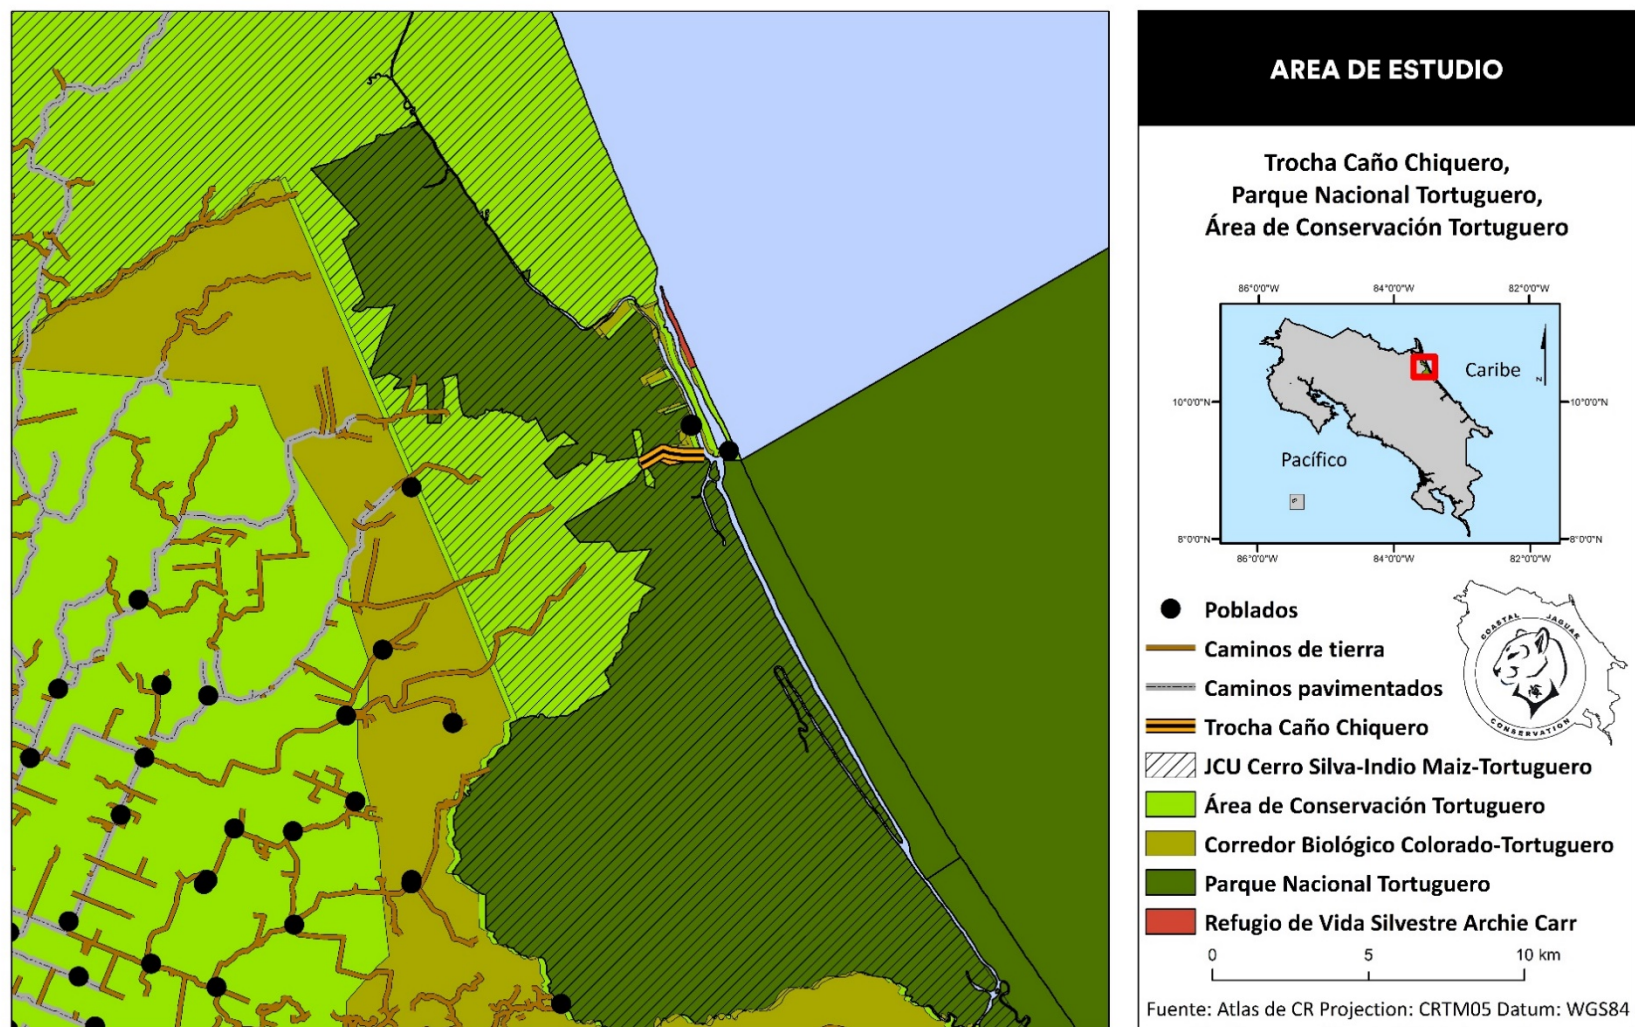 AREA DE ESTUDIO
Trocha Caño Chiquero,
Parque Nacional Tortuguero,
Área de Conservación Tortuguero
86°0'0"W 84°0'0"W 82°0'0"W
Caribe
N
10°0'0"N 10°0'0"N
Pacífico
8°0'0"N 8°0'0"N
86°0'0"W 84°0'0"W 82°0'0"W
Poblados
Caminos de tierra
Caminos pavimentados
Trocha Caño Chiquero
JCU Cerro Silva-Indio Maiz-Tortuguero
Área de Conservación Tortuguero
Corredor Biológico Colorado-Tortuguero
Parque Nacional Tortuguero
Refugio de Vida Silvestre Archie Carr
COASTAL JAGUAR
CONSERVATION
0 5 10 km
Fuente: Atlas de CR Projection: CRTM05 Datum: WGS84